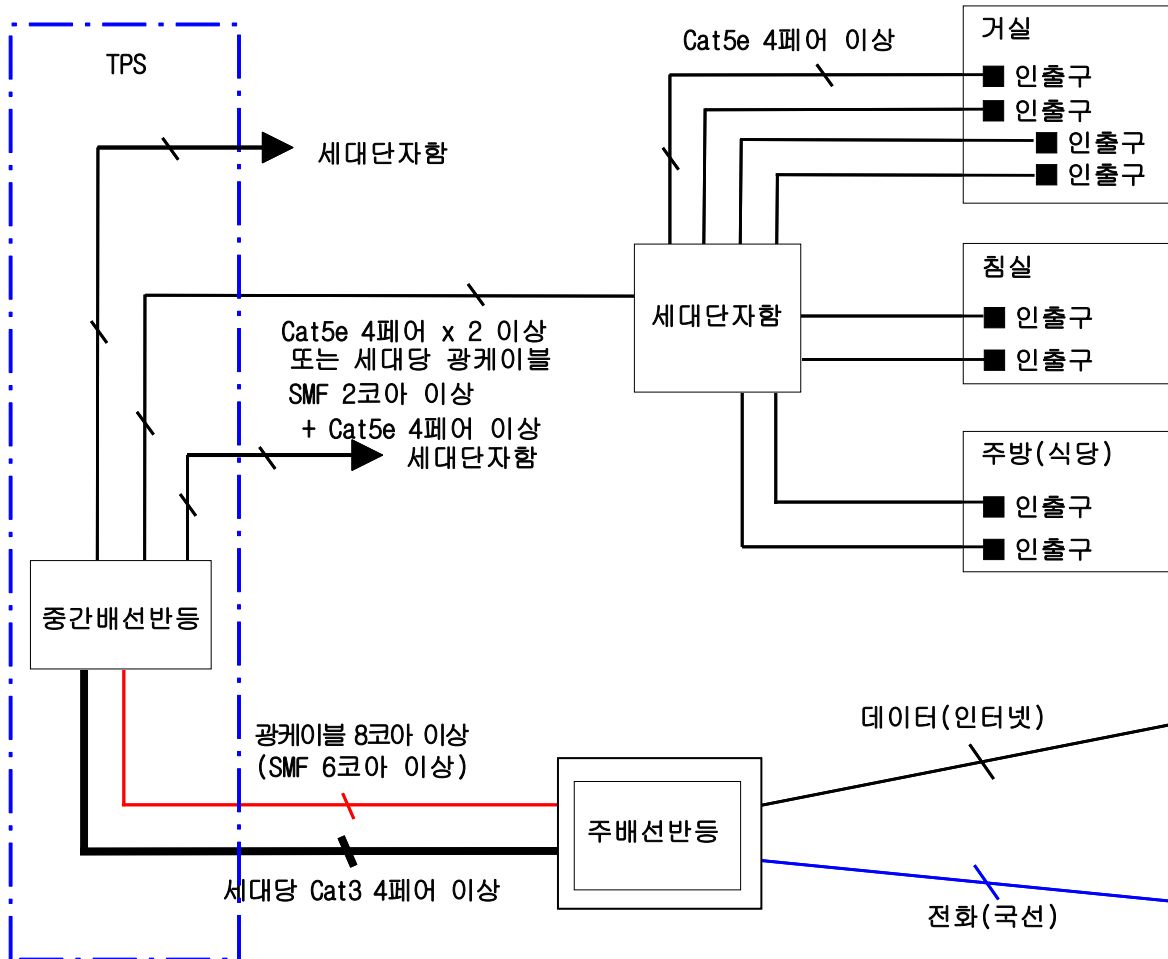 TPS
세대단자함
Cat5e 4페어 이상
거실
인출구
인출구
인출구
인출구
세대단자함
침실
인출구
인출구
Cat5e 4페어 x 2 이상
또는 세대당 광케이블
SMF 2코아 이상
+ Cat5e 4페어 이상
세대단자함
주방(식당)
인출구
인출구
중간배선반등
광케이블 8코아 이상
(SMF 6코아 이상)
세대당 Cat3 4페어 이상
주배선반등
데이터(인터넷)
전화(국선)